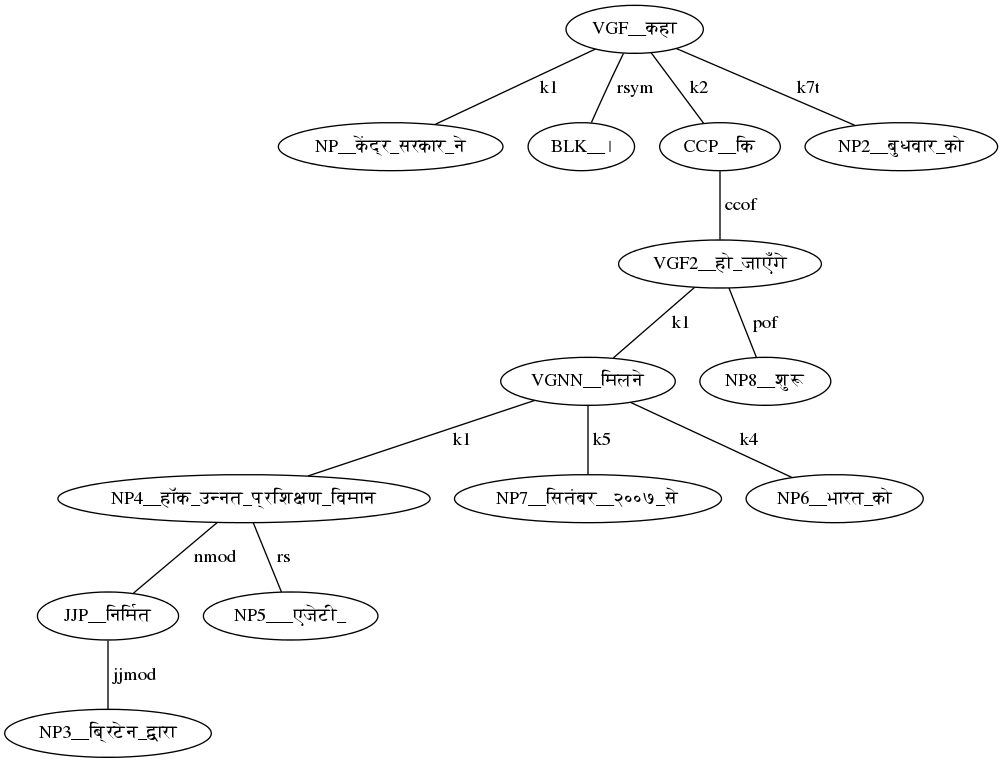 VGF__कहा
k1 rsym k2 k7t
NP__केंद्र_सरकार_ने BLK__। CCP__कि NP2__बुधवार_को
ccof
VGF2__हो_जाएँगे
k1 pof
VGNN__मिलने NP8__शुरू
k1 k5 k4
NP4__हॉक_उन्नत_प्रशिक्षण_विमान NP7__सितंबर__२००७_से NP6__भारत_को
nmod rs
JJP__निर्मित NP5___एजेटी_
jjmod
NP3__ब्रिटेन_द्वारा